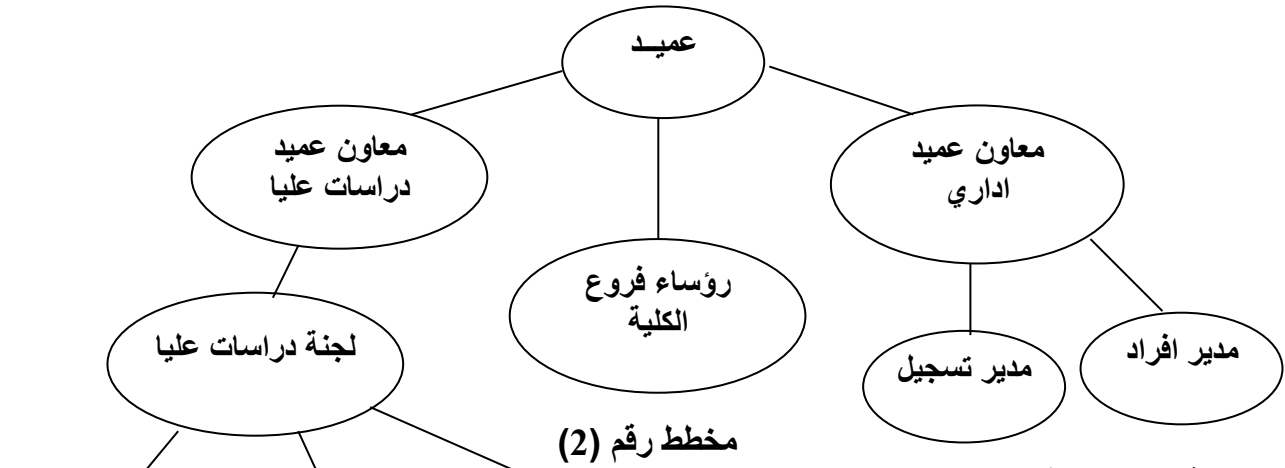 عميــد
معاون عميد
اداري
معاون عميد
دراسات عليا
رؤساء فروع
الكلية
مدير افراد
مدير تسجيل
لجنة دراسات عليا
مخطط رقم (2)